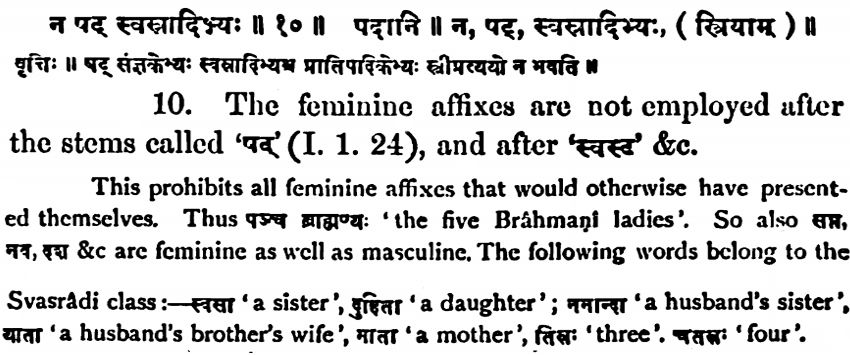 न षट् स्वस्रादिभ्यः ॥ १० ॥ पदानि ॥ न, षट्, स्वस्रादिभ्यः, ( स्त्रियाम् ) ॥
वृत्तिः ॥ षट् संज्ञकेभ्यः स्वस्रादिभ्यश्च प्रातिपदिकेभ्यः स्त्रीप्रत्ययो न भवति ॥
10. The feminine affixes are not employed after
the stems called ‘षट्’ (I. 1. 24), and after ‘स्वसृ’ &c.
This prohibits all feminine affixes that would otherwise have present-
ed themselves. Thus पञ्च ब्राह्मण्यः ‘the five Brâhmaṇî ladies’. So also सप्त,
नव, दश &c are feminine as well as masculine. The following words belong to the
Svasrâdi class :—स्वसा ‘a sister’, दुहिता ‘a daughter’ ; ननान्दा ‘a husband's sister’,
याता ‘a husband's brother's wife’, माता ‘a mother’, तिस्रः ‘three’. चतस्रः ‘four’.